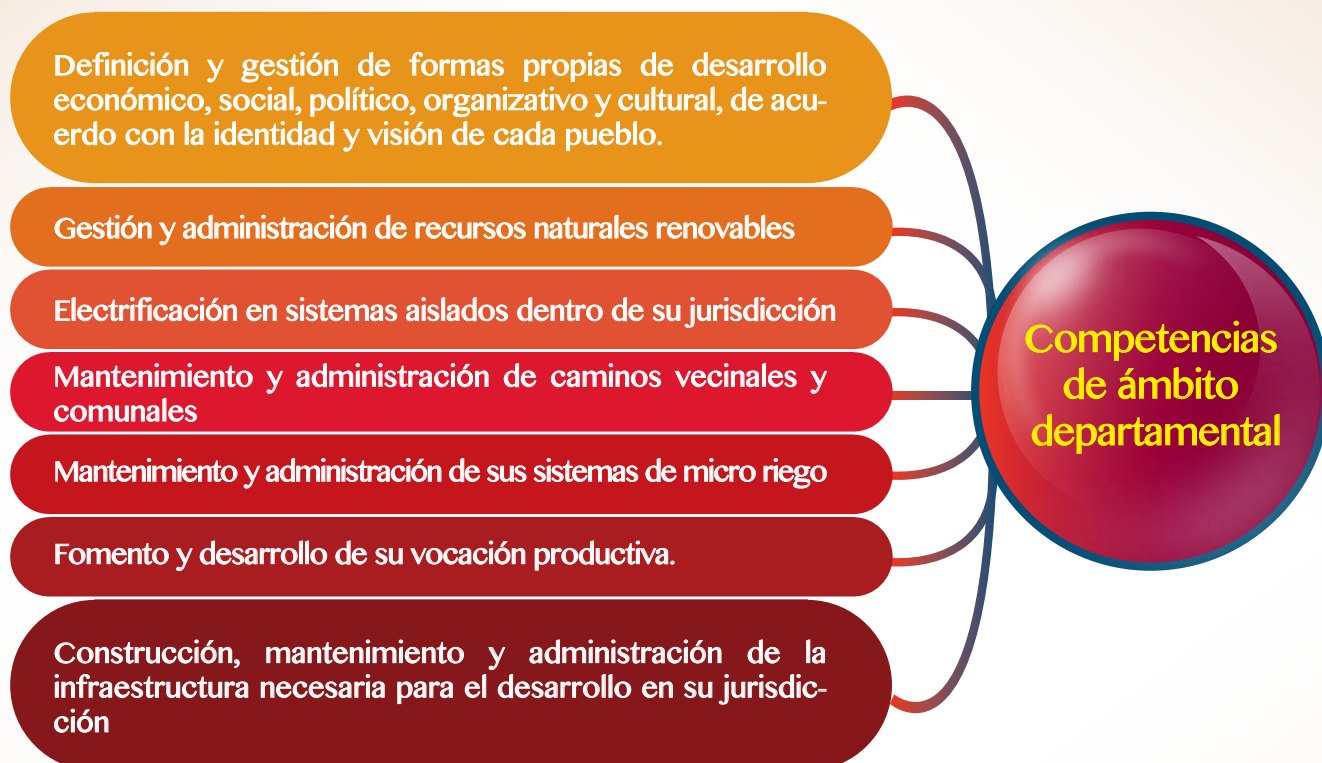 Definición y gestión de formas propias de desarrollo
económico, social, político, organizativo y cultural, de acu-
erdo con la identidad y visión de cada pueblo.
Gestión y administración de recursos naturales renovables
Electrificación en sistemas aislados dentro de su jurisdicción
Mantenimiento y administración de caminos vecinales y
comunales
Mantenimiento y administración de sus sistemas de micro riego
Fomento y desarrollo de su vocación productiva.
Construcción, mantenimiento y administración de la
infraestructura necesaria para el desarrollo en su jurisdic-
ción
Competencias
de ámbito
departamental